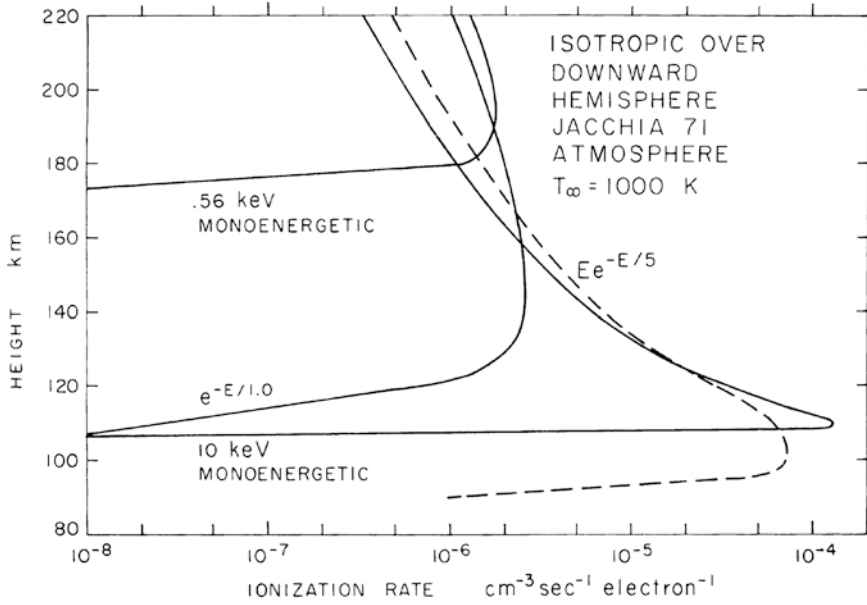 220
200
180
160
140
120
100
80
HEIGHT km
ISOTROPIC OVER
DOWNWARD
HEMISPHERE
JACCHIA 71
ATMOSPHERE
T∞ = 1000 K
.56 keV
MONOENERGETIC
Ee^-E/5
e^-E/1.0
10 keV
MONOENERGETIC
10^-8 10^-7 10^-6 10^-5 10^-4
IONIZATION RATE cm^-3 sec^-1 electron^-1